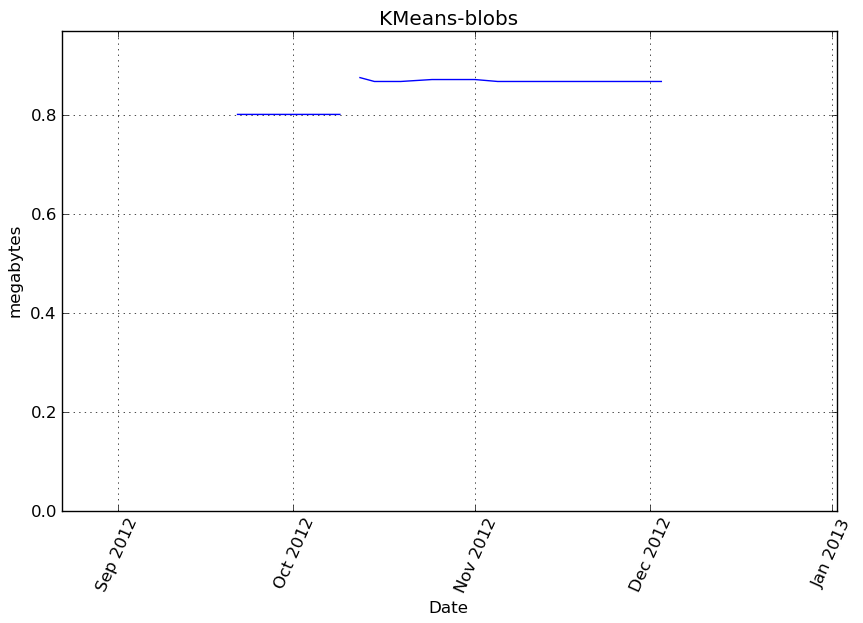 KMeans-blobs
megabytes
0.8
0.6
0.4
0.2
0.0
Sep 2012
Oct 2012
Nov 2012
Dec 2012
Jan 2013
Date